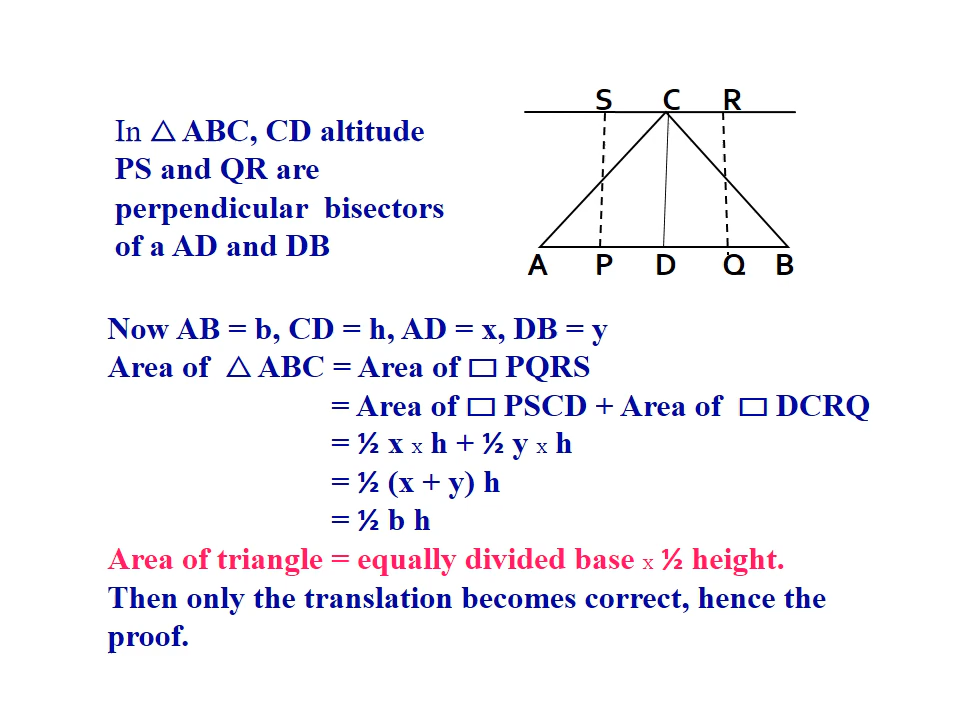 S C R
In △ ABC, CD altitude
PS and QR are
perpendicular bisectors
of a AD and DB
A P D Q B
Now AB = b, CD = h, AD = x, DB = y
Area of △ ABC = Area of □ PQRS
= Area of □ PSCD + Area of □ DCRQ
= ½ x x h + ½ y x h
= ½ (x + y) h
= ½ b h
Area of triangle = equally divided base x ½ height.
Then only the translation becomes correct, hence the
proof.